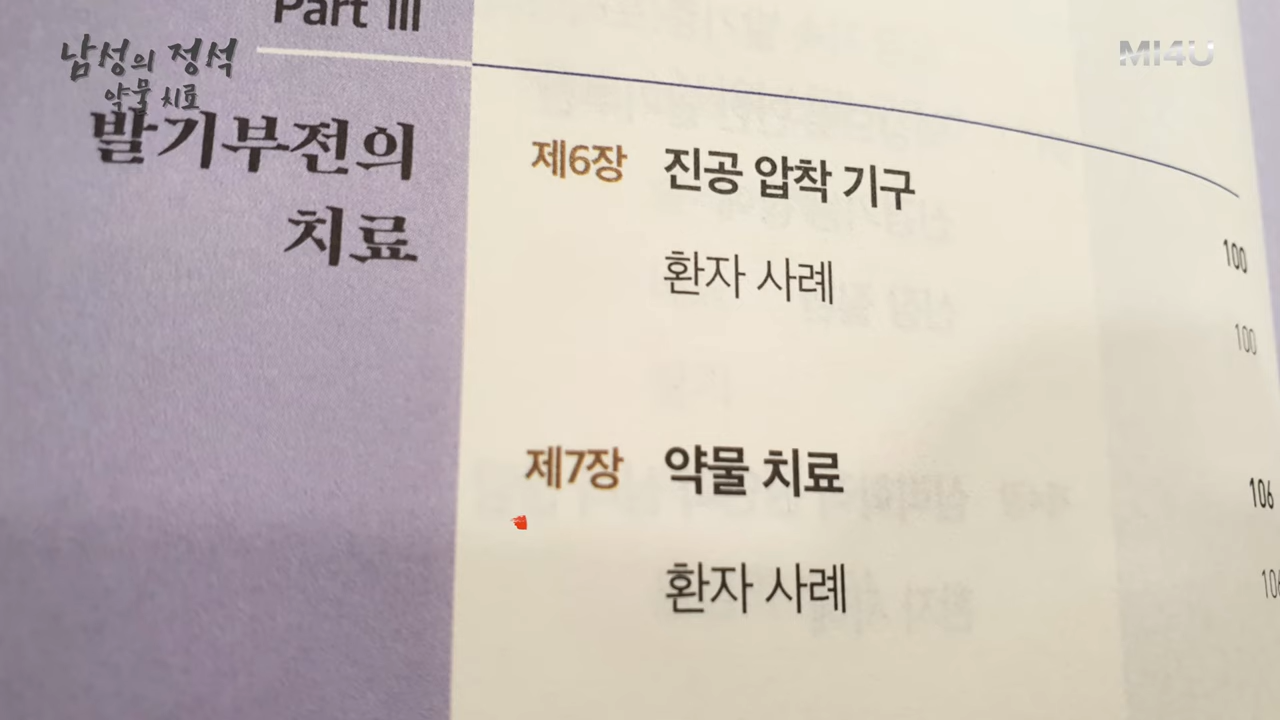 Part III
남성의 정석
약물 치료
MI4U
발기부전의
치료
제6장 진공 압착 기구 100
환자 사례 100
제7장 약물 치료 106
환자 사례 106